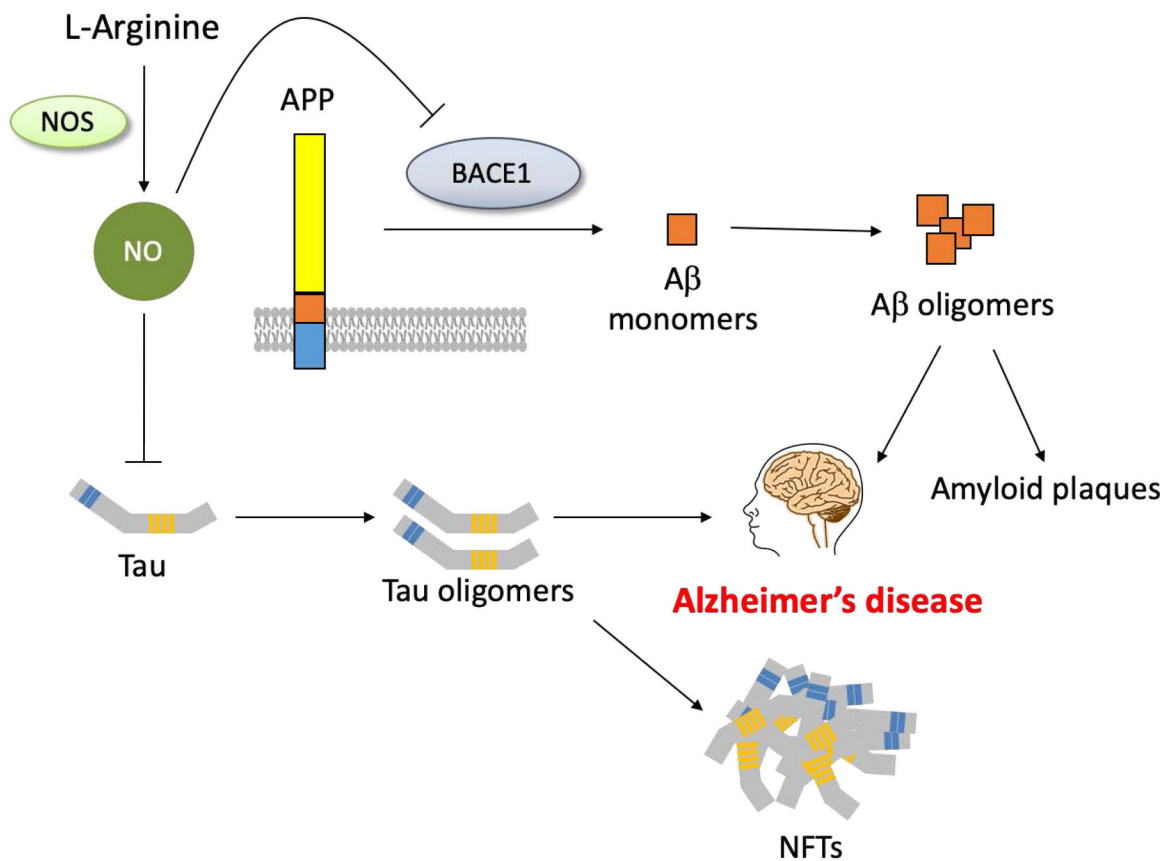 L-Arginine
NOS
APP
BACE1
NO
Aβ
monomers
Aβ oligomers
Amyloid plaques
Tau
Tau oligomers
Alzheimer's disease
NFTs